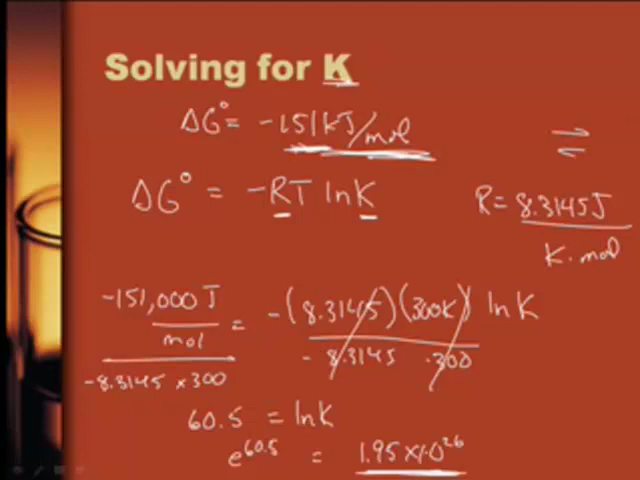 Solving for K
ΔG° = -151 kJ/mol
⇌
ΔG° = -RT ln K
R = 8.3145 J
K · mol
-151,000 J
mol
-8.3145 × 300
= -(8.3145)(300K) ln K
-8.3145 · 300
60.5 = ln K
e^60.5 = 1.95 × 10^26